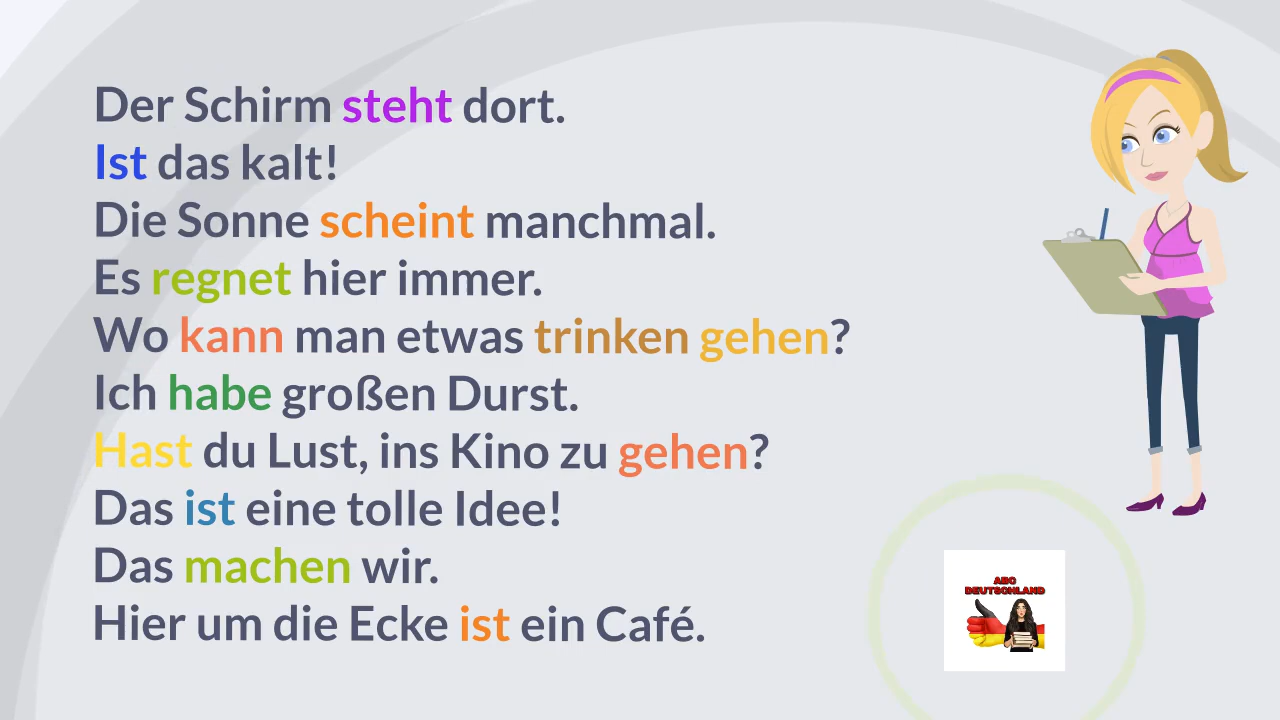 Der Schirm steht dort.
Ist das kalt!
Die Sonne scheint manchmal.
Es regnet hier immer.
Wo kann man etwas trinken gehen?
Ich habe großen Durst.
Hast du Lust, ins Kino zu gehen?
Das ist eine tolle Idee!
Das machen wir.
Hier um die Ecke ist ein Café.
ABC
DEUTSCHLAND